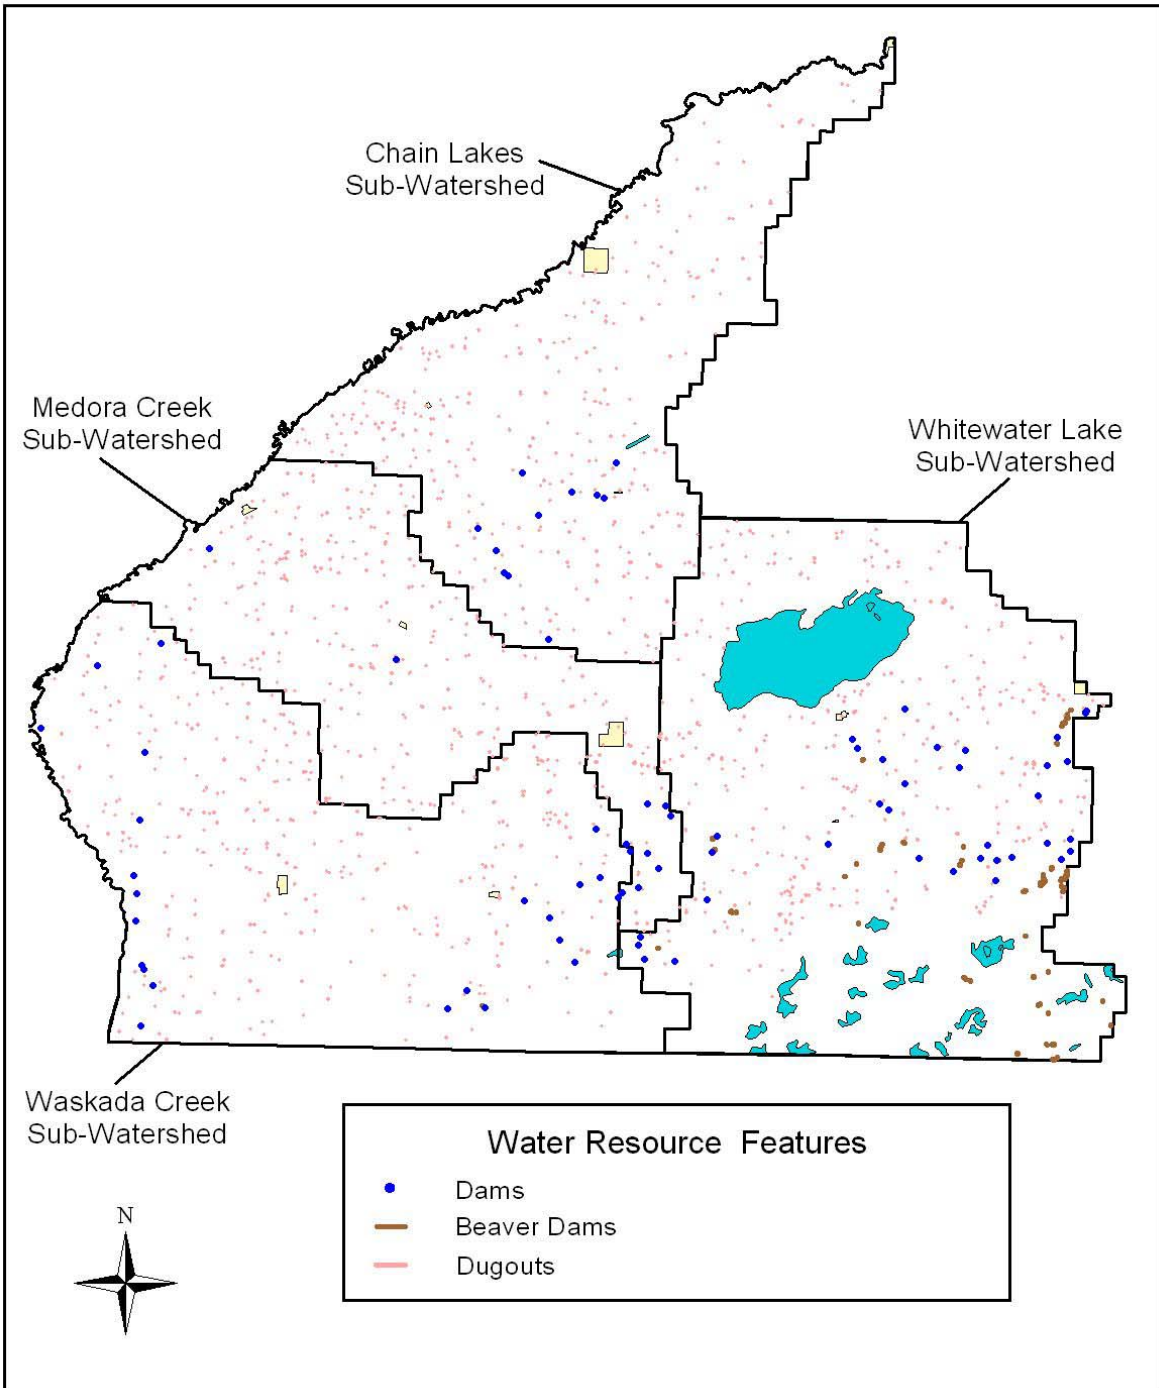 Chain Lakes
Sub-Watershed
Medora Creek
Sub-Watershed
Whitewater Lake
Sub-Watershed
Waskada Creek
Sub-Watershed
Water Resource Features
Dams
Beaver Dams
Dugouts
N